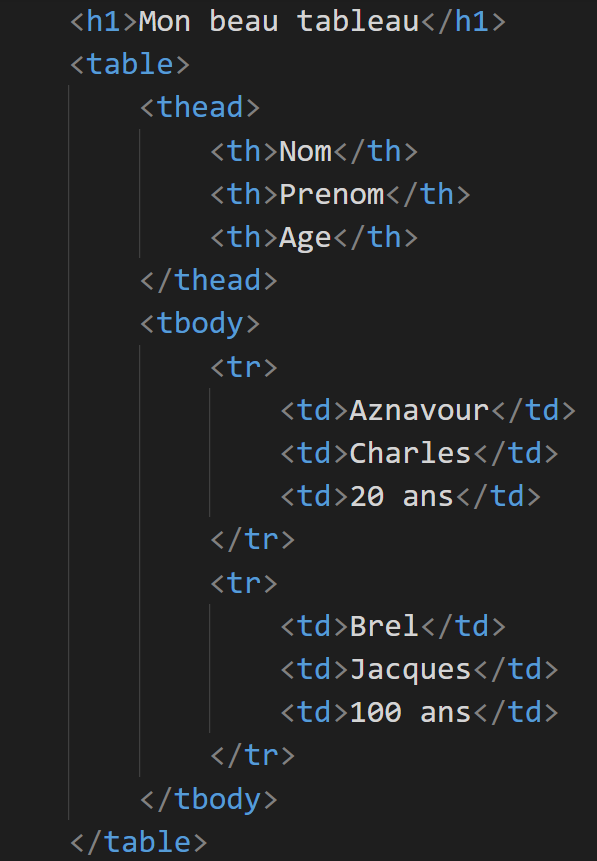 <h1>Mon beau tableau</h1>
<table>
<thead>
<th>Nom</th>
<th>Prenom</th>
<th>Age</th>
</thead>
<tbody>
<tr>
<td>Aznavour</td>
<td>Charles</td>
<td>20 ans</td>
</tr>
<tr>
<td>Brel</td>
<td>Jacques</td>
<td>100 ans</td>
</tr>
</tbody>
</table>